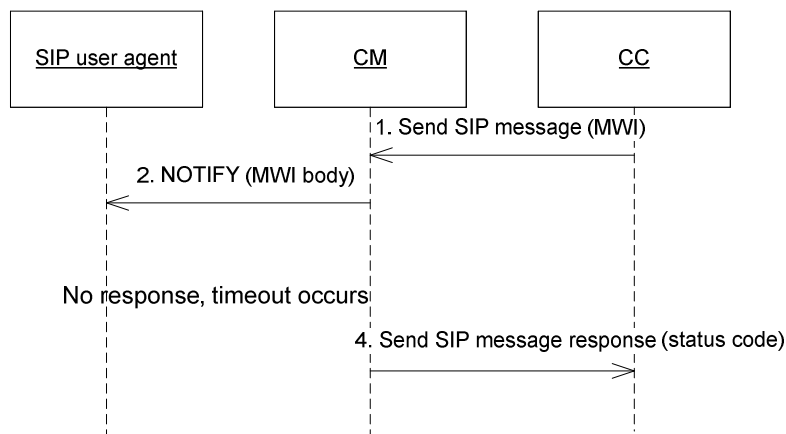 SIP user agent
CM
CC
1. Send SIP message (MWI)
2. NOTIFY (MWI body)
No response, timeout occurs
4. Send SIP message response (status code)